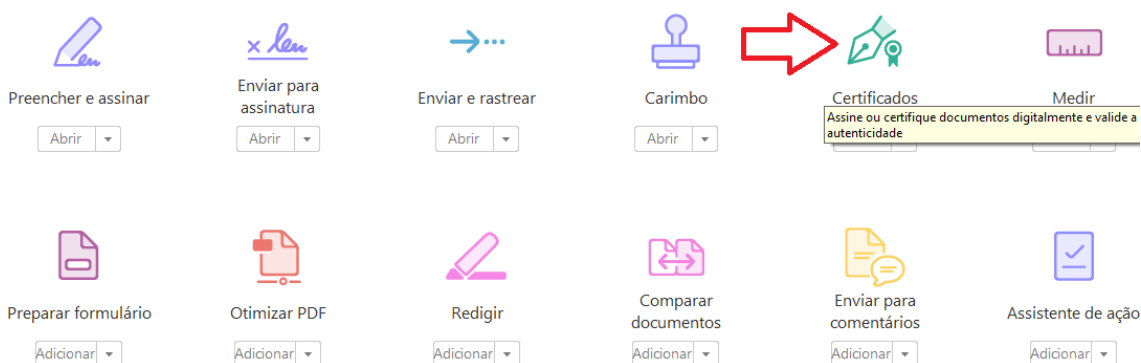 Preencher e assinar
Abrir
Enviar para
assinatura
Abrir
Enviar e rastrear
Abrir
Carimbo
Abrir
Certificados
Assine ou certifique documentos digitalmente e valide a
autenticidade
Medir
Preparar formulário
Adicionar
Otimizar PDF
Adicionar
Redigir
Adicionar
Comparar
documentos
Adicionar
Enviar para
comentários
Adicionar
Assistente de ação
Adicionar